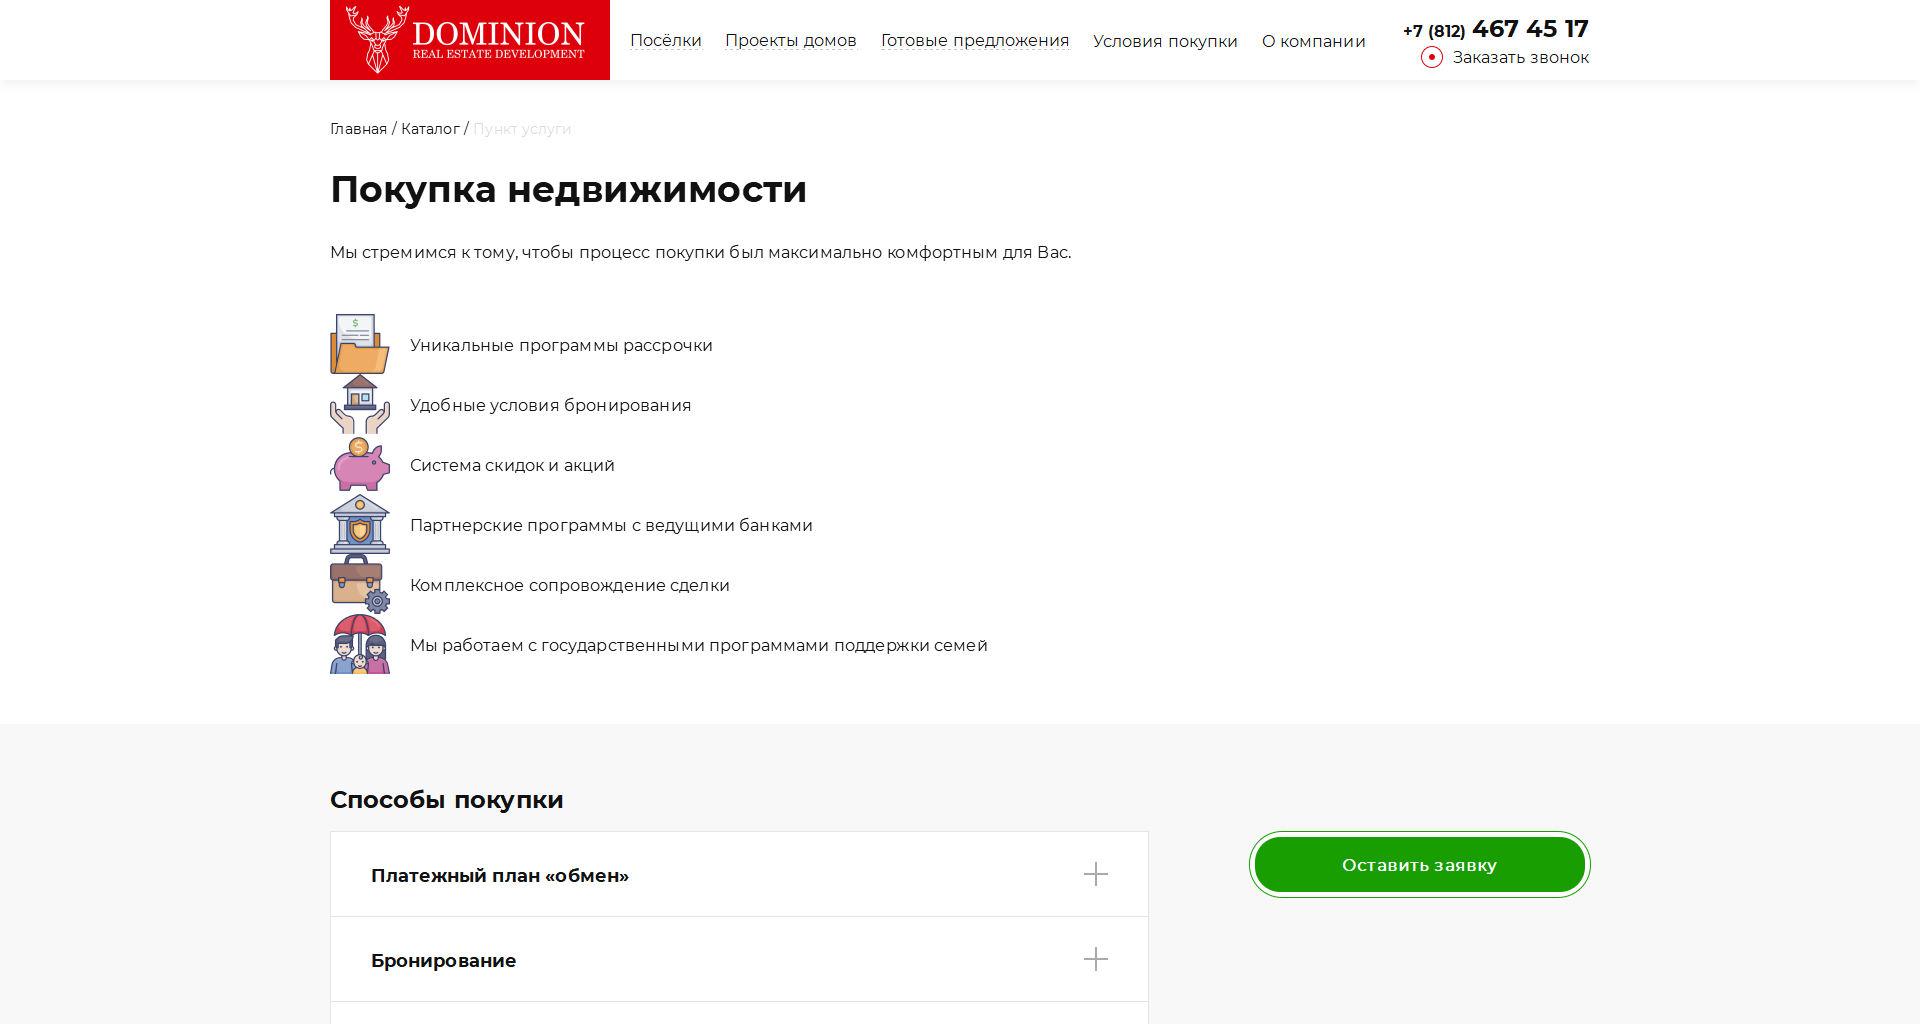 DOMINION
REAL ESTATE DEVELOPMENT
Посёлки Проекты домов Готовые предложения Условия покупки О компании
+7 (812) 467 45 17
Заказать звонок
Главная / Каталог / Пункт услуги
Покупка недвижимости
Мы стремимся к тому, чтобы процесс покупки был максимально комфортным для Вас.
Уникальные программы рассрочки
Удобные условия бронирования
Система скидок и акций
Партнерские программы с ведущими банками
Комплексное сопровождение сделки
Мы работаем с государственными программами поддержки семей
Способы покупки
Платежный план «обмен»
Оставить заявку
Бронирование